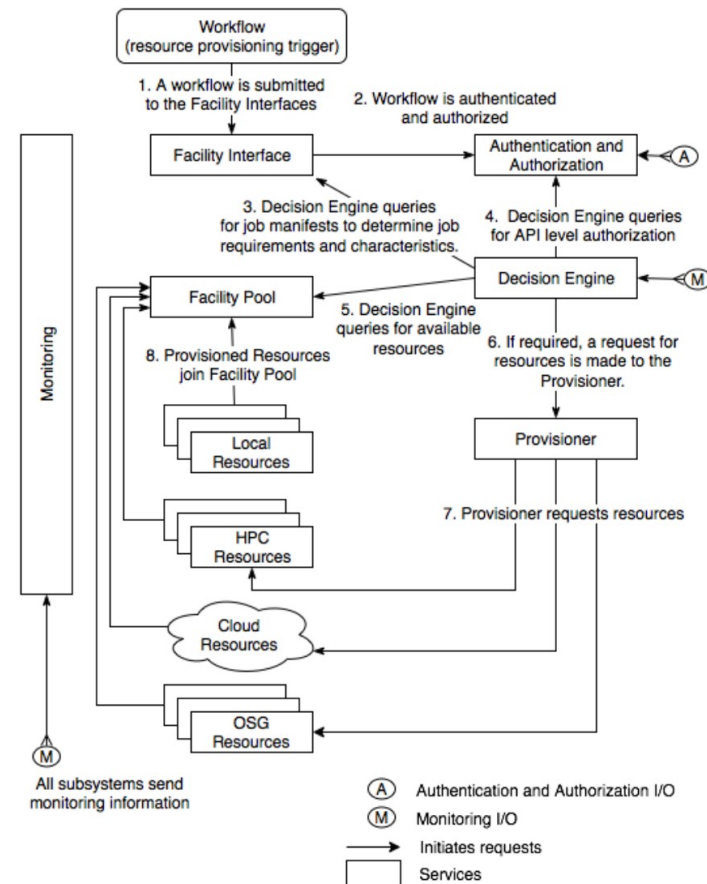 Workflow
(resource provisioning trigger)
1. A workflow is submitted
to the Facility Interfaces
2. Workflow is authenticated
and authorized
Facility Interface
Authentication and
Authorization
A
3. Decision Engine queries
for job manifests to determine job
requirements and characteristics.
4. Decision Engine queries
for API level authorization
Decision Engine
M
Facility Pool
5. Decision Engine
queries for available
resources
6. If required, a request for
resources is made to the
Provisioner.
8. Provisioned Resources
join Facility Pool
Monitoring
Local
Resources
Provisioner
7. Provisioner requests resources
HPC
Resources
Cloud
Resources
OSG
Resources
M
All subsystems send
monitoring information
A Authentication and Authorization I/O
M Monitoring I/O
Initiates requests
Services